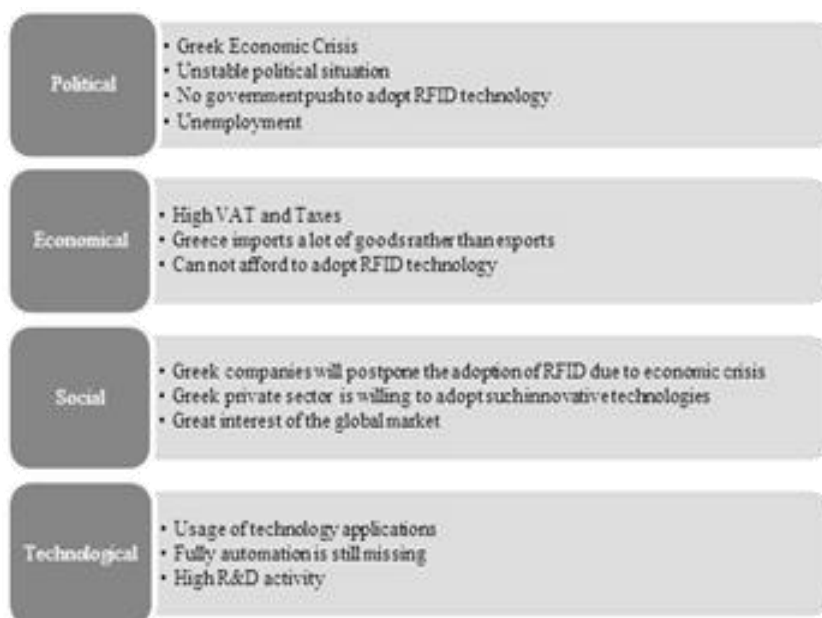 Political
• Greek Economic Crisis
• Unstable political situation
• No government push to adopt RFID technology
• Unemployment
Economical
• High VAT and Taxes
• Greece imports a lot of goods rather than exports
• Can not afford to adopt RFID technology
Social
• Greek companies will postpone the adoption of RFID due to economic crisis
• Greek private sector is willing to adopt such innovative technologies
• Great interest of the global market
Technological
• Usage of technology applications
• Fully automation is still missing
• High R&D activity